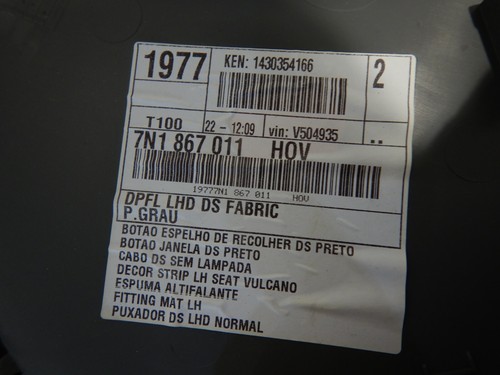 1977 KEN: 1430354166 2
T100 22 - 12:09 vin: V504935 ..
7N1 867 011 HOV
19777N1 867 011 HOV
DPFL LHD DS FABRIC
P.GRAU
BOTAO ESPELHO DE RECOLHER DS PRETO
BOTAO JANELA DS PRETO
CABO DS SEM LAMPADA
DECOR STRIP LH SEAT VULCANO
ESPUMA ALTIFALANTE
FITTING MAT LH
PUXADOR DS LHD NORMAL